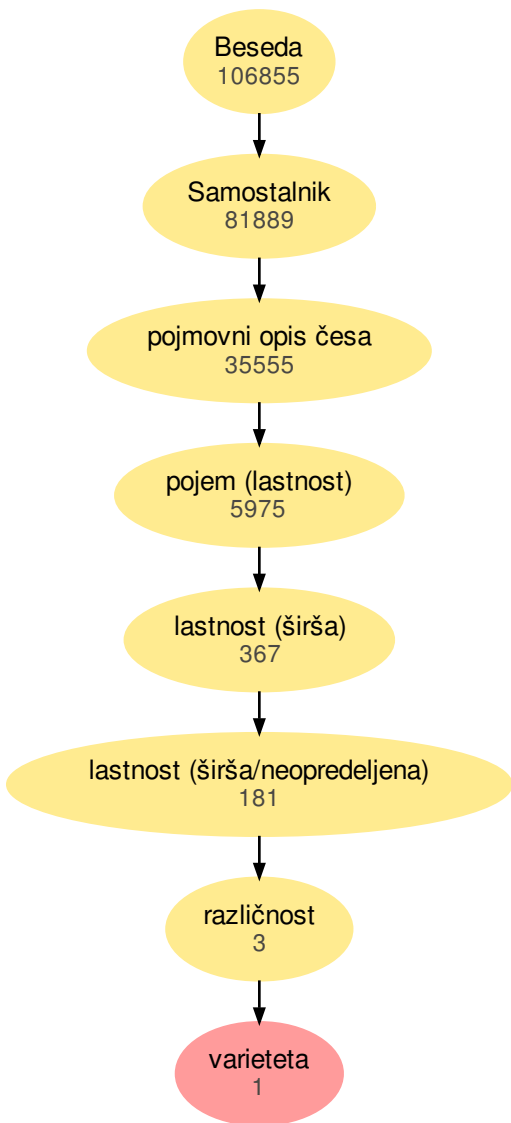 Beseda
106855
Samostalnik
81889
pojmovni opis česa
35555
pojem (lastnost)
5975
lastnost (širša)
367
lastnost (širša/neopredeljena)
181
različnost
3
varieteta
1